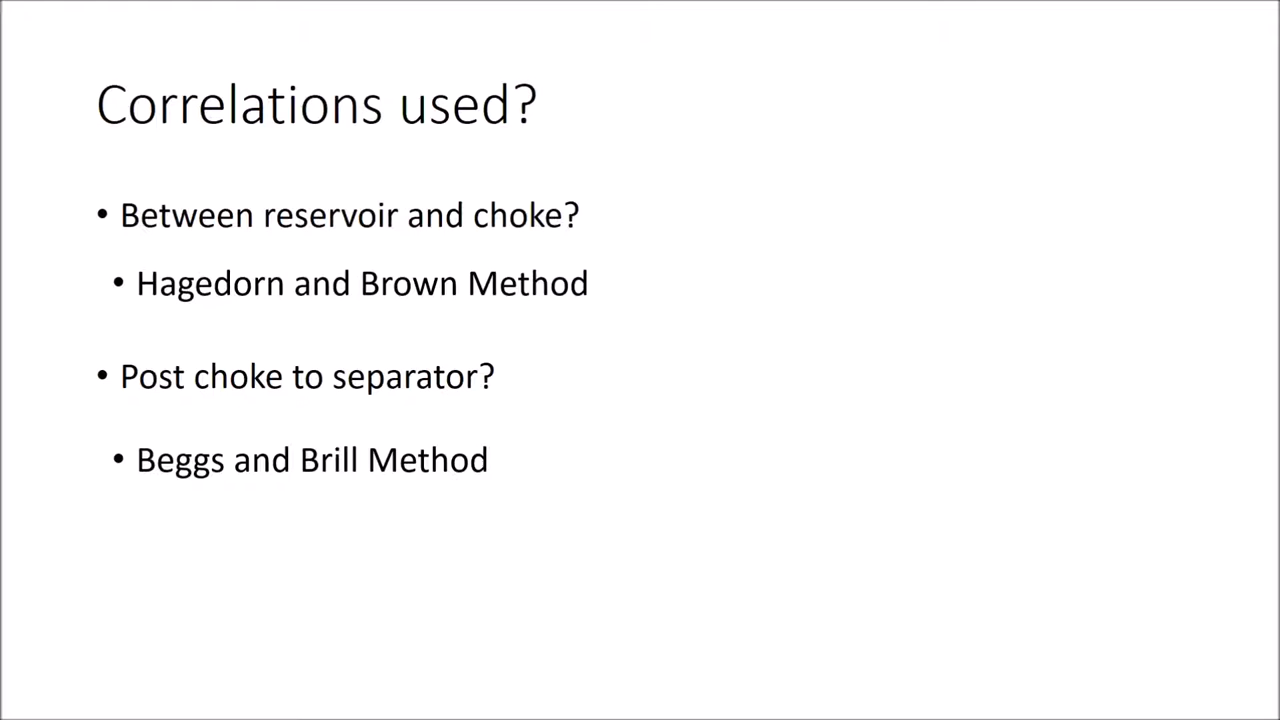 Correlations used?
• Between reservoir and choke?
• Hagedorn and Brown Method
• Post choke to separator?
• Beggs and Brill Method